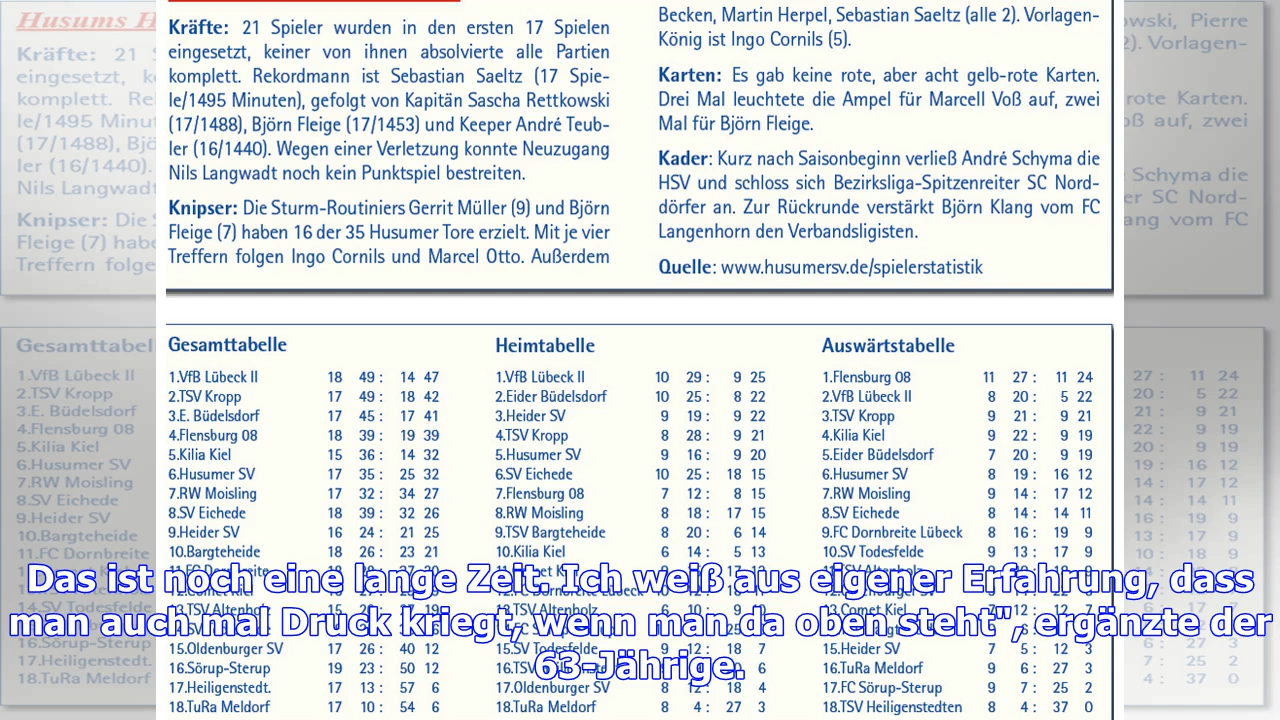 Kräfte: 21 Spieler wurden in den ersten 17 Spielen
eingesetzt, keiner von ihnen absolvierte alle Partien
komplett. Rekordmann ist Sebastian Saeltz (17 Spie-
le/1495 Minuten), gefolgt von Kapitän Sascha Rettkowski
(17/1488), Björn Fleige (17/1453) und Keeper André Teub-
ler (16/1440). Wegen einer Verletzung konnte Neuzugang
Nils Langwadt noch kein Punktspiel bestreiten.
Knipser: Die Sturm-Routiniers Gerrit Müller (9) und Björn
Fleige (7) haben 16 der 35 Husumer Tore erzielt. Mit je vier
Treffern folgen Ingo Cornils und Marcel Otto. Außerdem
Becken, Martin Herpel, Sebastian Saeltz (alle 2). Vorlagen-
König ist Ingo Cornils (5).
Karten: Es gab keine rote, aber acht gelb-rote Karten.
Drei Mal leuchtete die Ampel für Marcell Voß auf, zwei
Mal für Björn Fleige.
Kader: Kurz nach Saisonbeginn verließ André Schyma die
HSV und schloss sich Bezirksliga-Spitzenreiter SC Nord-
dörfer an. Zur Rückrunde verstärkt Björn Klang vom FC
Langenhorn den Verbandsligisten.
Quelle: www.husumersv.de/spielerstatistik
Gesamttabelle
1.VfB Lübeck II 18 49 : 14 47
2.TSV Kropp 17 49 : 18 42
3.E. Büdelsdorf 17 45 : 17 41
4.Flensburg 08 18 39 : 19 39
5.Kilia Kiel 15 36 : 14 32
6.Husumer SV 17 35 : 25 32
7.RW Moisling 17 32 : 34 27
8.SV Eichede 18 39 : 32 26
9.Heider SV 16 24 : 21 25
10.Bargteheide 18 26 : 23 21
15.Oldenburger SV 17 26 : 40 12
16.Sörup-Sterup 19 23 : 50 12
17.Heiligenstedt. 17 13 : 57 6
18.TuRa Meldorf 17 10 : 54 6
Heimtabelle
1.VfB Lübeck II 10 29 : 9 25
2.Eider Büdelsdorf 10 25 : 8 22
3.Heider SV 9 19 : 9 22
4.TSV Kropp 8 28 : 9 21
5.Husumer SV 9 16 : 9 20
6.SV Eichede 10 25 : 18 15
7.Flensburg 08 7 12 : 8 15
8.RW Moisling 8 18 : 17 15
9.TSV Bargteheide 8 20 : 6 14
10.Kilia Kiel 6 14 : 5 13
15.SV Todesfelde 9 12 : 18 7
17.Oldenburger SV 8 12 : 18 4
18.TuRa Meldorf 8 4 : 27 3
Auswärtstabelle
1.Flensburg 08 11 27 : 11 24
2.VfB Lübeck II 8 20 : 5 22
3.TSV Kropp 9 21 : 9 21
4.Kilia Kiel 9 22 : 9 19
5.Eider Büdelsdorf 7 20 : 9 19
6.Husumer SV 8 19 : 16 12
7.RW Moisling 9 14 : 17 12
8.SV Eichede 8 14 : 14 11
9.FC Dornbreite Lübeck 8 16 : 19 9
10.SV Todesfelde 9 13 : 17 9
15.Heider SV 7 5 : 12 3
16.TuRa Meldorf 9 6 : 27 3
17.FC Sörup-Sterup 9 7 : 25 2
18.TSV Heiligenstedten 8 4 : 37 0
Das ist noch eine lange Zeit. Ich weiß aus eigener Erfahrung, dass
man auch mal Druck kriegt, wenn man da oben steht", ergänzte der
63-Jährige.